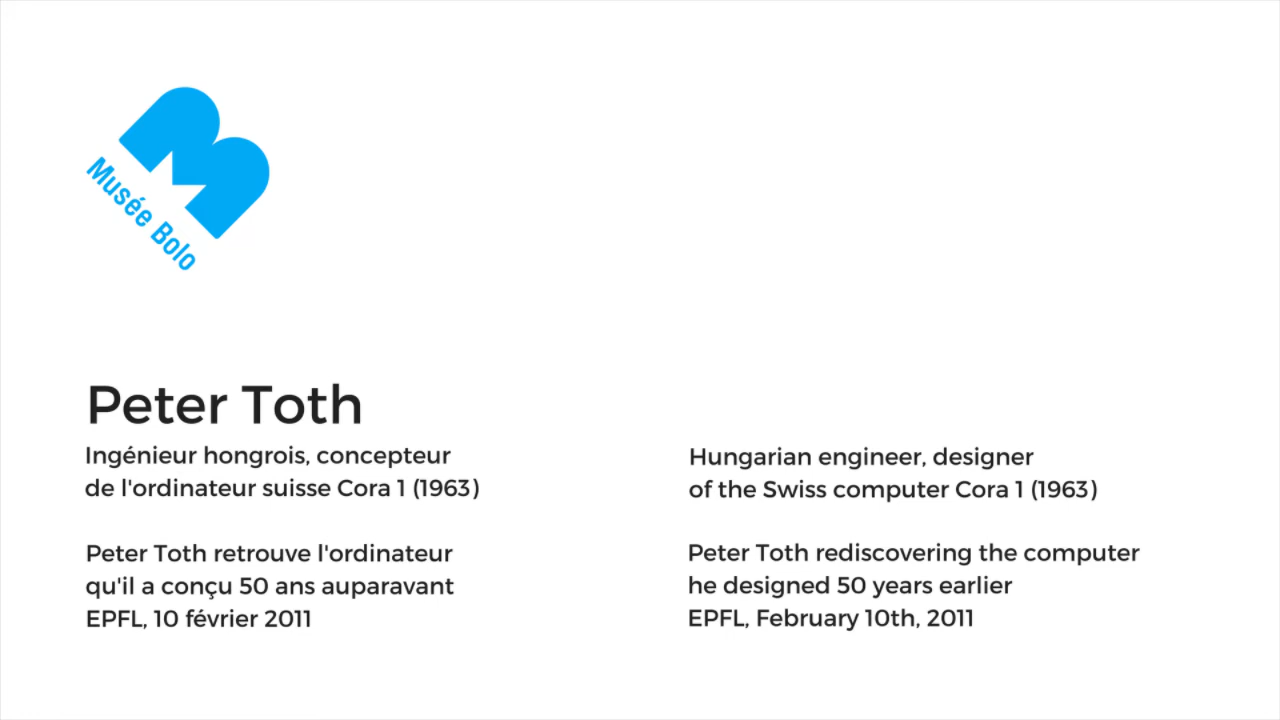 Musée Bolo
Peter Toth
Ingénieur hongrois, concepteur
de l'ordinateur suisse Cora 1 (1963)
Peter Toth retrouve l'ordinateur
qu'il a conçu 50 ans auparavant
EPFL, 10 février 2011
Hungarian engineer, designer
of the Swiss computer Cora 1 (1963)
Peter Toth rediscovering the computer
he designed 50 years earlier
EPFL, February 10th, 2011